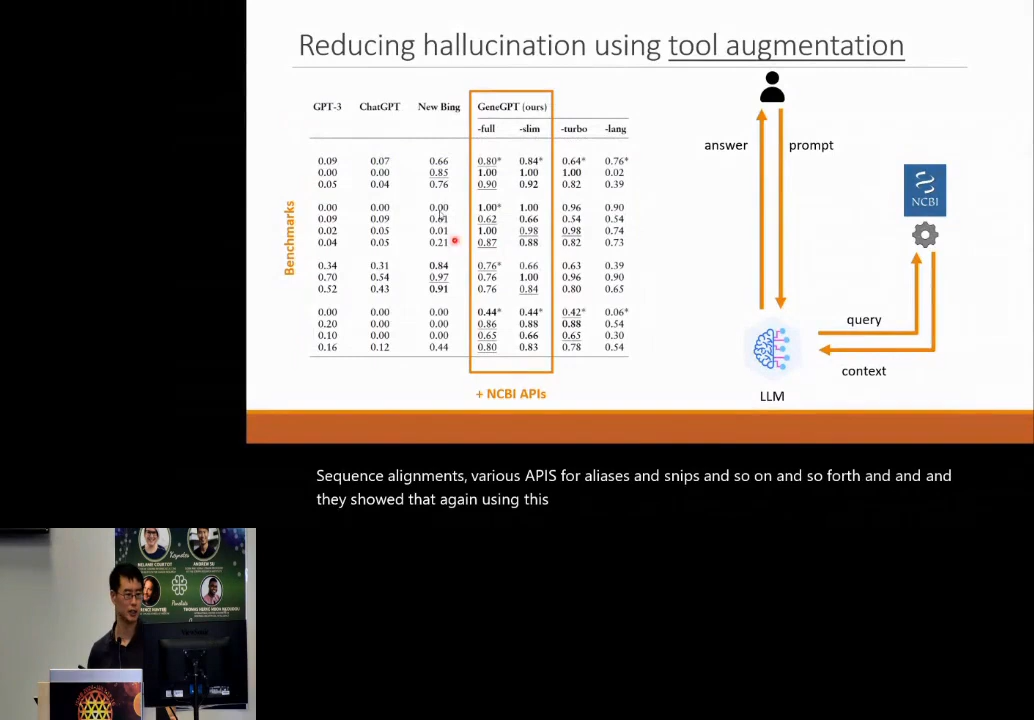 Reducing hallucination using tool augmentation
GPT-3 ChatGPT New Bing GeneGPT (ours)
-full -slim -turbo -lang
0.09 0.07 0.66 0.80* 0.84* 0.64* 0.76*
0.00 0.00 0.85 1.00 1.00 1.00 0.02
0.05 0.04 0.76 0.90 0.92 0.82 0.39
0.00 0.00 0.00 1.00* 1.00 0.96 0.90
0.09 0.09 0.61 0.62 0.66 0.54 0.54
0.02 0.05 0.01 1.00 0.98 0.98 0.74
0.04 0.05 0.21 0.87 0.88 0.82 0.73
0.34 0.31 0.84 0.76* 0.66 0.63 0.39
0.70 0.54 0.97 0.76 1.00 0.96 0.90
0.52 0.43 0.91 0.76 0.84 0.80 0.65
0.00 0.00 0.00 0.44* 0.44* 0.42* 0.06*
0.20 0.00 0.00 0.86 0.88 0.88 0.54
0.10 0.00 0.00 0.65 0.66 0.65 0.30
0.16 0.12 0.44 0.80 0.83 0.78 0.54
Benchmarks
+ NCBI APIs
answer
prompt
NCBI
query
context
LLM
Sequence alignments, various APIS for aliases and snips and so on and so forth and and and
they showed that again using this
Keynotes
MELANIE COURTOT
ANDREW SU
Panelists